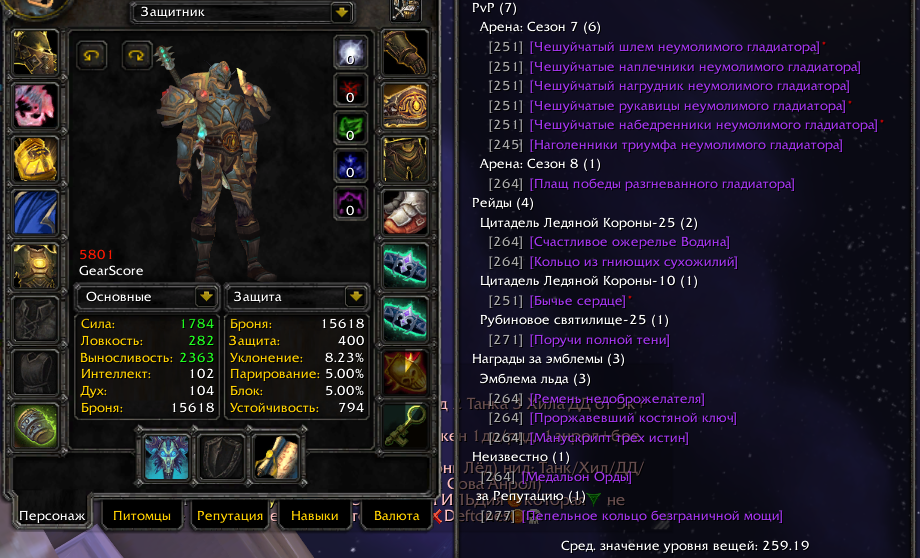 Защитник
0
0
0
0
0
5801
GearScore
Основные
Защита
Сила: 1784
Ловкость: 282
Выносливость: 2363
Интеллект: 102
Дух: 104
Броня: 15618
Броня: 15618
Защита: 400
Уклонение: 8.23%
Парирование: 5.00%
Блок: 5.00%
Устойчивость: 794
Персонаж
Питомцы
Репутация
Навыки
Валюта
PvP (7)
Арена: Сезон 7 (6)
[251] [Чешуйчатый шлем неумолимого гладиатора]*
[251] [Чешуйчатые наплечники неумолимого гладиатора]
[251] [Чешуйчатый нагрудник неумолимого гладиатора]
[251] [Чешуйчатые рукавицы неумолимого гладиатора]*
[251] [Чешуйчатые набедренники неумолимого гладиатора]*
[245] [Наголенники триумфа неумолимого гладиатора]
Арена: Сезон 8 (1)
[264] [Плащ победы разгневанного гладиатора]
Рейды (4)
Цитадель Ледяной Короны-25 (2)
[264] [Счастливое ожерелье Водина]
[264] [Кольцо из гниющих сухожилий]
Цитадель Ледяной Короны-10 (1)
[251] [Бычье сердце]*
Рубиновое святилище-25 (1)
[271] [Поручи полной тени]
Награды за эмблемы (3)
Эмблема льда (3)
[264] [Ремень недоброжелателя]
[264] [Проржавевший костяной ключ]
[264] [Манускрипт трех истин]
Неизвестно (1)
[264] [Медальон Орды]
за Репутацию (1)
[277] [Пепельное кольцо безграничной мощи]
Сред. значение уровня вещей: 259.19